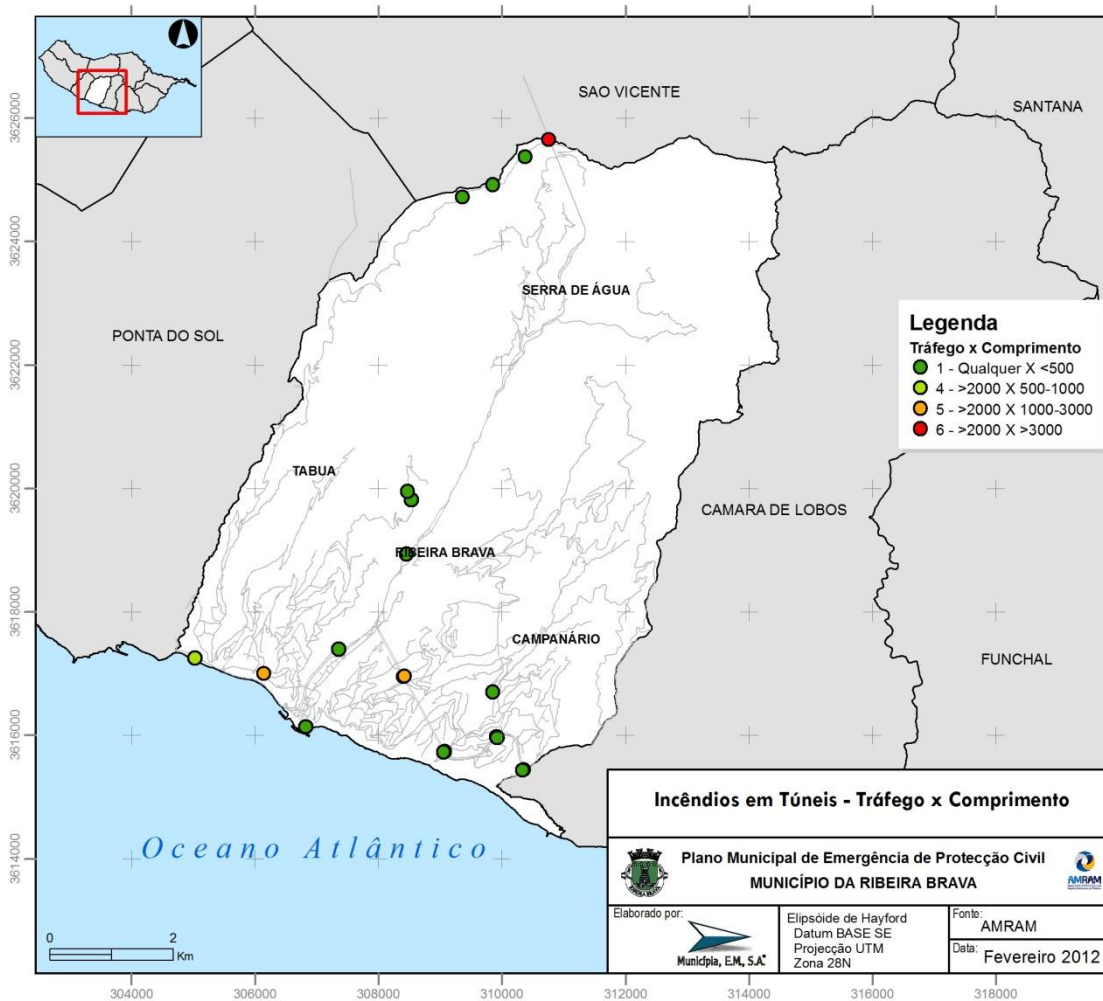 SAO VICENTE
SANTANA
SERRA DE ÁGUA
PONTA DO SOL
Legenda
Tráfego x Comprimento
1 - Qualquer X <500
4 - >2000 X 500-1000
5 - >2000 X 1000-3000
6 - >2000 X >3000
TABUA
CAMARA DE LOBOS
RIBEIRA BRAVA
CAMPANÁRIO
FUNCHAL
Oceano Atlântico
0 2
Km
Incêndios em Túneis - Tráfego x Comprimento
Plano Municipal de Emergência de Protecção Civil
MUNICÍPIO DA RIBEIRA BRAVA
AMRAM
Elaborado por:
Municípia, E.M., S.A.
Elipsóide de Hayford
Datum BASE SE
Projecção UTM
Zona 28N
Fonte:
AMRAM
Data: Fevereiro 2012
3626000
3624000
3622000
3620000
3618000
3616000
3614000
304000 306000 308000 310000 312000 314000 316000 318000